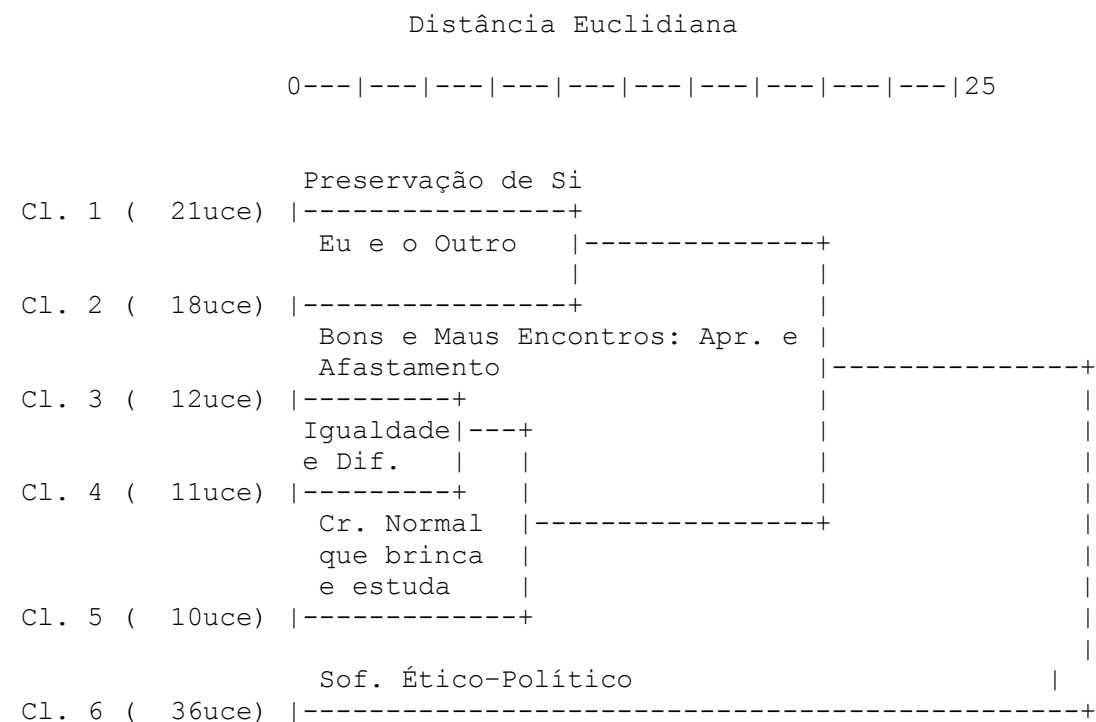 Distância Euclidiana
0---|---|---|---|---|---|---|---|---|---|25
Preservação de Si
Cl. 1 (  21uce) |----------------+
Eu e o Outro   |--------------+
|              |
Cl. 2 (  18uce) |----------------+              |
Bons e Maus Encontros: Apr. e |
Afastamento                   |---------------+
Cl. 3 (  12uce) |---------+                     |               |
Igualdade|---+                 |               |
e Dif.   |   |                 |               |
Cl. 4 (  11uce) |---------+   |                 |               |
Cr. Normal  |-----------------+               |
que brinca  |                                 |
e estuda    |                                 |
Cl. 5 (  10uce) |-------------+                                 |
|
Sof. Ético-Político                          |
Cl. 6 (  36uce) |-----------------------------------------------+